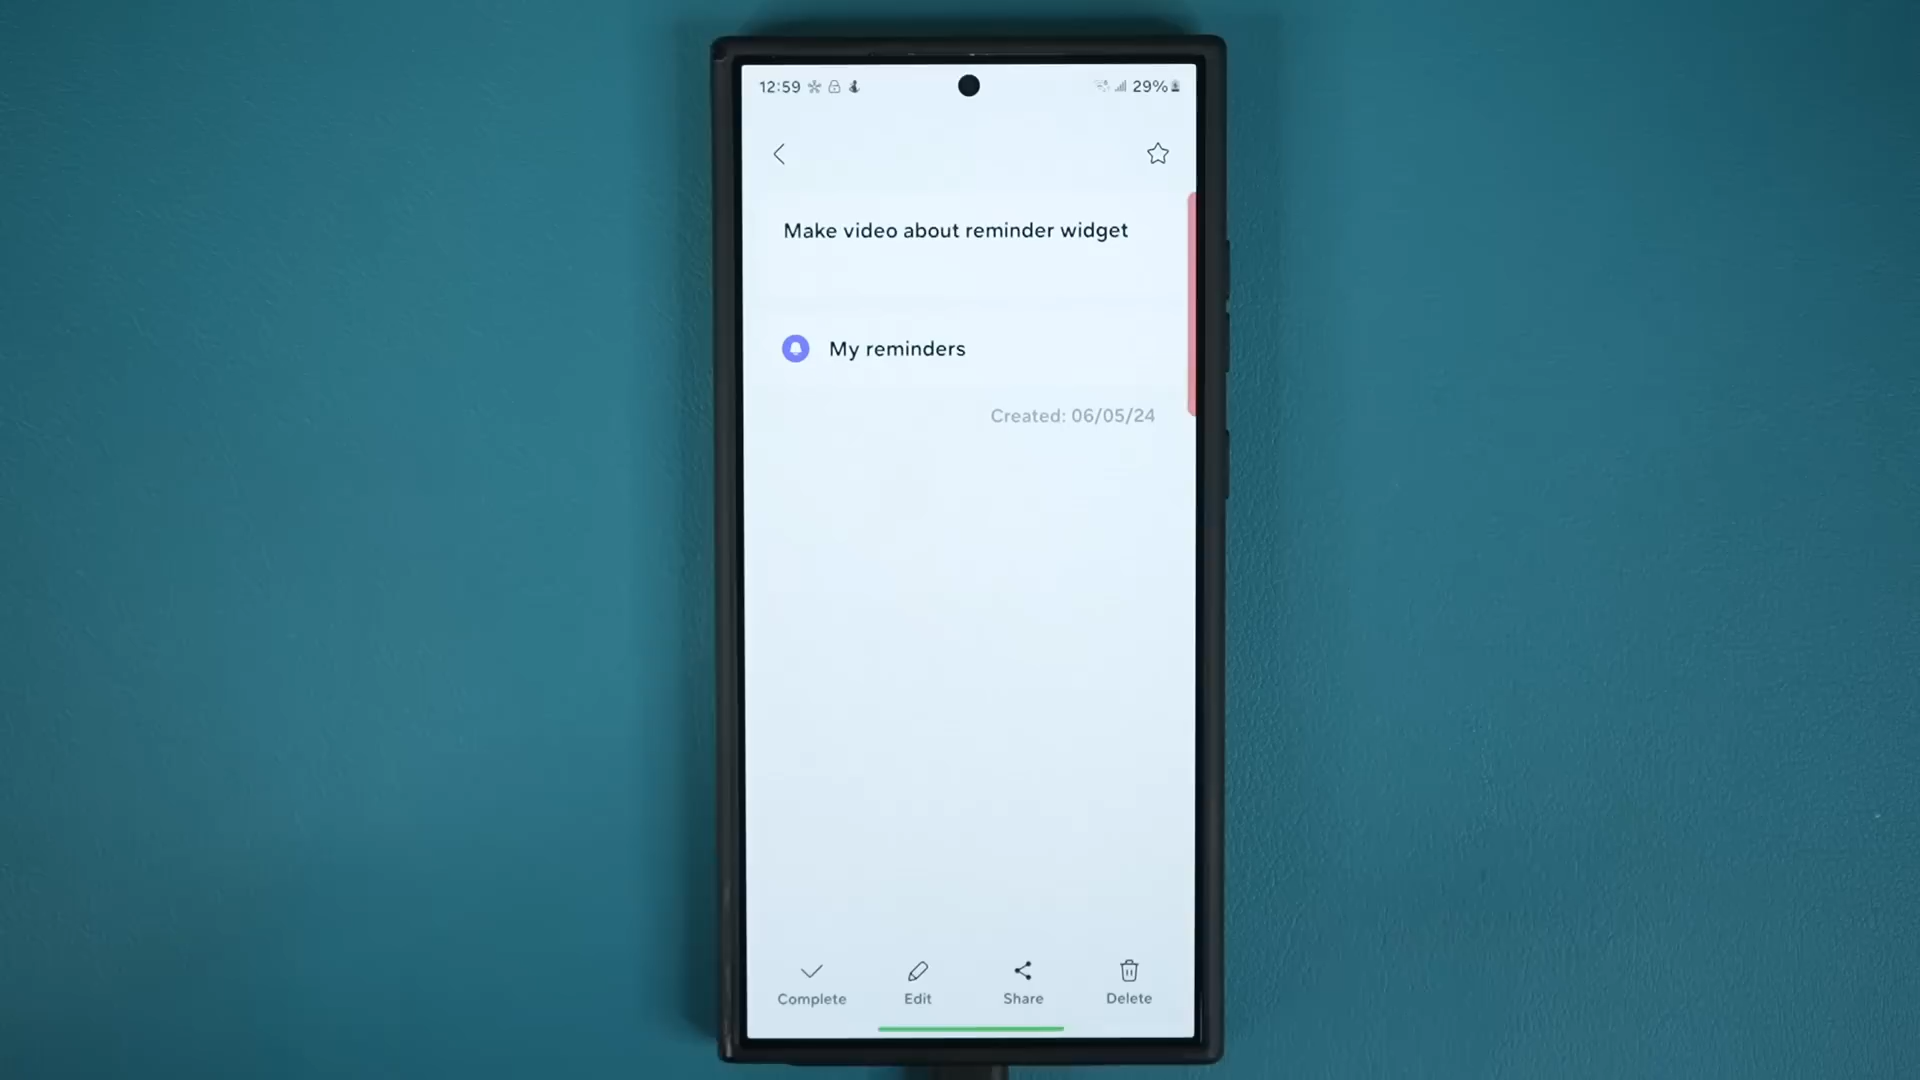 12:59
29%
Make video about reminder widget
My reminders
Created: 06/05/24
Complete Edit Share Delete